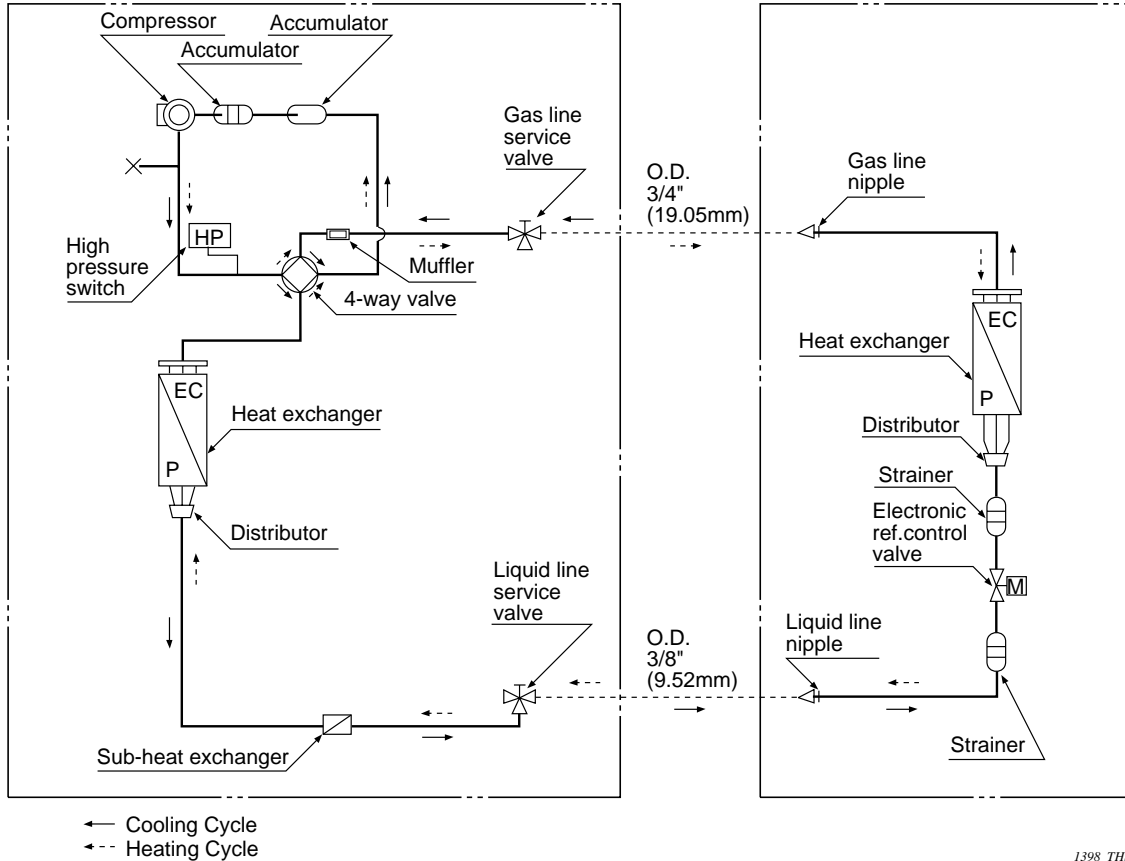 Compressor
Accumulator
Accumulator
Gas line
service
valve
O.D.
3/4"
(19.05mm)
Gas line
nipple
HP
High
pressure
switch
Muffler
4-way valve
EC
P
Heat exchanger
EC
P
Heat exchanger
Distributor
Distributor
Strainer
Electronic
ref.control
valve
M
Liquid line
service
valve
O.D.
3/8"
(9.52mm)
Liquid line
nipple
Sub-heat exchanger
Strainer
Cooling Cycle
Heating Cycle